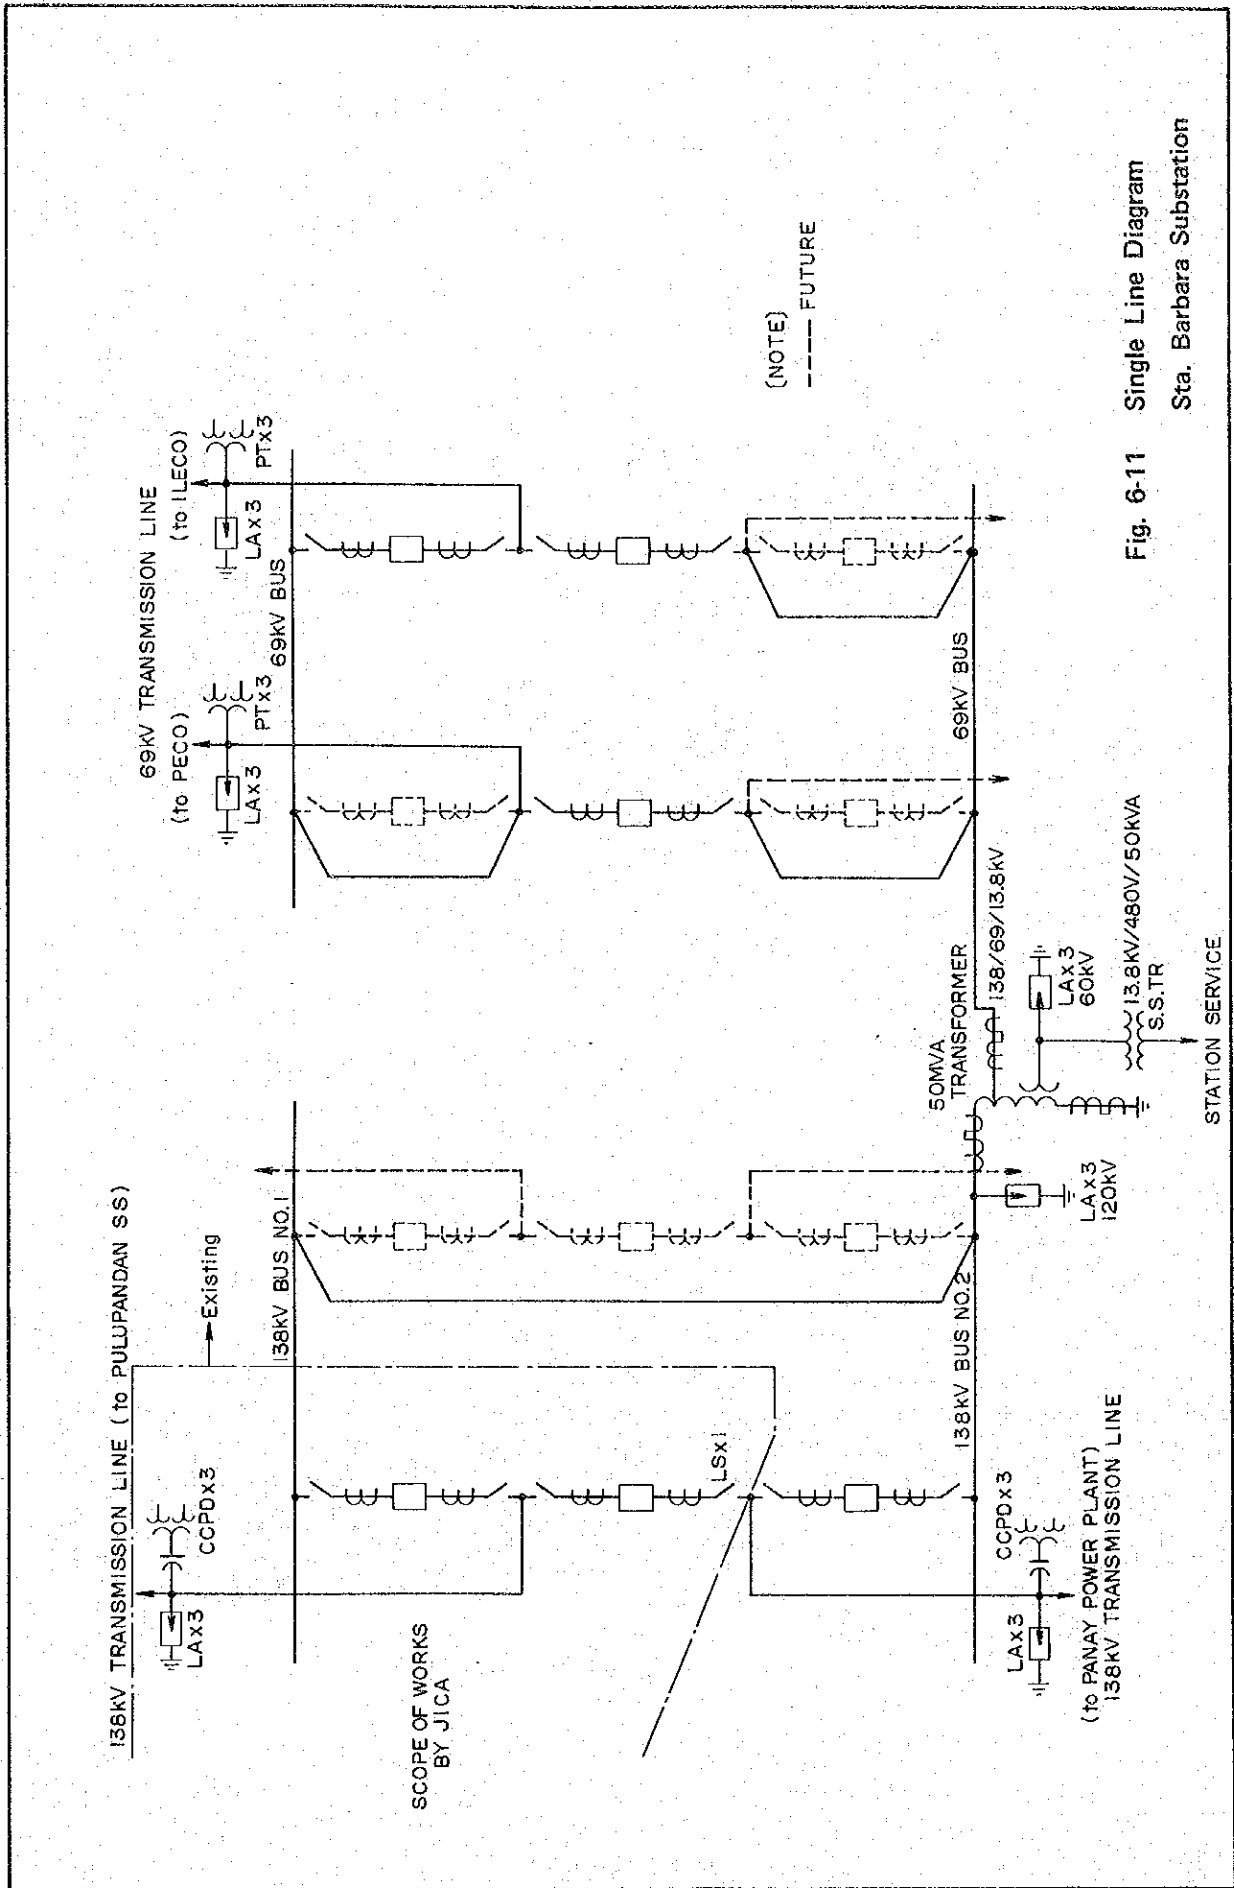 138KV TRANSMISSION LINE (to PULUPANDAN SS)
Existing
CCPDx3
LAx3
138KV BUS NO.1
SCOPE OF WORKS
BY JICA
LSx1
138KV BUS NO.2
CCPDx3
LAx3
(to PANAY POWER PLANT)
138KV TRANSMISSION LINE
69KV TRANSMISSION LINE
(to PECO)
(to ILECO)
PTx3
LAx3
PTx3
LAx3
69KV BUS
69KV BUS
50MVA
TRANSFORMER
138/69/13.8KV
LAx3
120KV
LAx3
60KV
13.8KV/480V/50KVA
S.S.TR
STATION SERVICE
(NOTE)
FUTURE
Fig. 6-11 Single Line Diagram
Sta. Barbara Substation